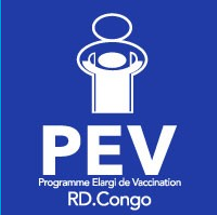 PEV
Programme Elargi de Vaccination
RD.Congo